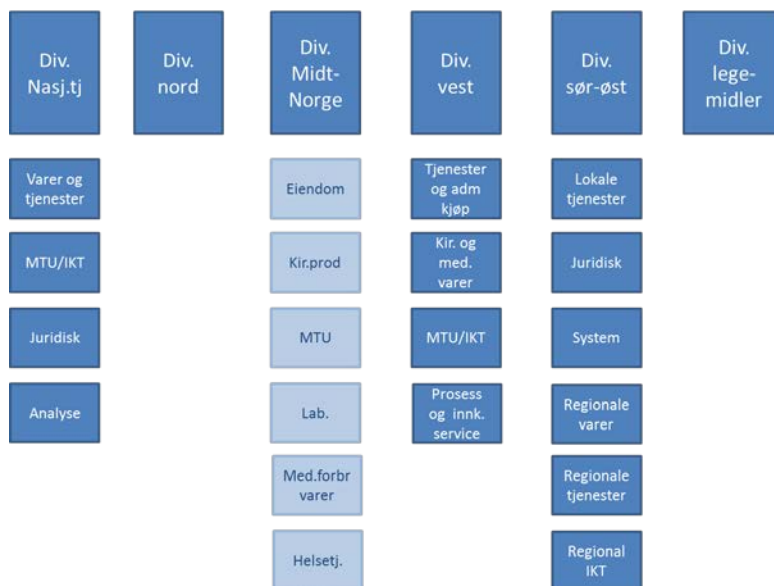 Div.
Nasj.tj
Div.
nord
Div.
Midt-
Norge
Div.
vest
Div.
sør-øst
Div.
lege-
midler
Varer og
tjenester
MTU/IKT
Juridisk
Analyse
Eiendom
Kir.prod
MTU
Lab.
Med.forbr
varer
Helsetj.
Tjenester
og adm
kjøp
Kir. og
med.
varer
MTU/IKT
Prosess
og innk.
service
Lokale
tjenester
Juridisk
System
Regionale
varer
Regionale
tjenester
Regional
IKT